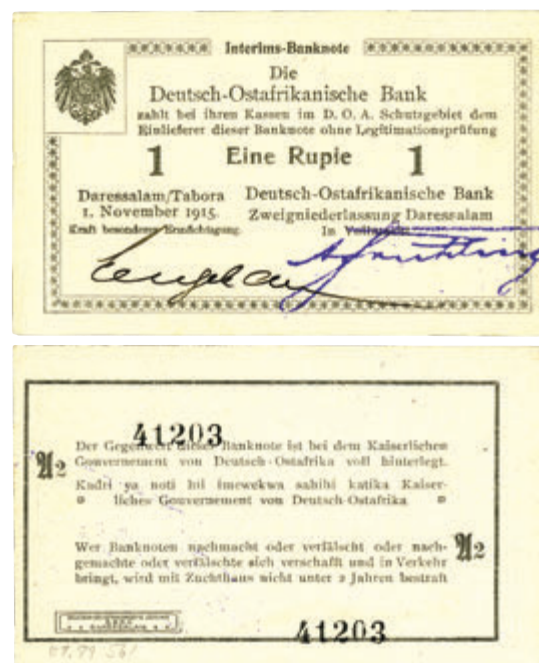 Interims-Banknote
Die
Deutsch-Ostafrikanische Bank
zahlt bei ihren Kassen im D. O. A. Schutzgebiet dem
Einlieferer dieser Banknote ohne Legitimationsprüfung
1 Eine Rupie 1
Daressalam/Tabora
1. November 1915.
Kraft besonderer Ermächtigung.
Deutsch-Ostafrikanische Bank
Zweigniederlassung Daressalam
In Vollmacht
41203
Der Gegenwert dieser Banknote ist bei dem Kaiserlichen
Gouvernement von Deutsch-Ostafrika voll hinterlegt.
Kadri ya noti hii imewekwa sahihi katika Kaiser-
liches Gouvernement von Deutsch-Ostafrika
A2
Wer Banknoten nachmacht oder verfälscht oder nach-
gemachte oder verfälschte sich verschafft und in Verkehr
bringt, wird mit Zuchthaus nicht unter 2 Jahren bestraft
A2
41203